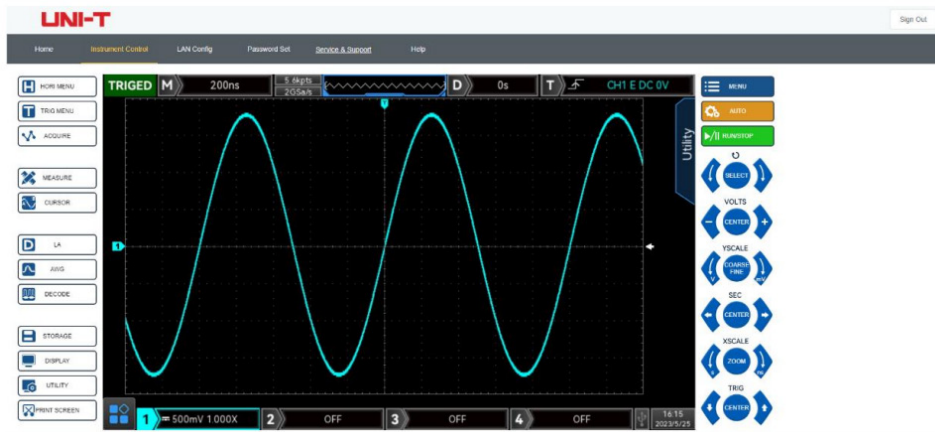 UNI-T
Sign Out
Home Instrument Control LAN Config Password Set Service & Support Help
HORI MENU
TRIG MENU
ACQUIRE
MEASURE
CURSOR
LA
AWG
DECODE
STORAGE
DISPLAY
UTILITY
PRINT SCREEN
TRIGED M 200ns 5.6kpts 2GSa/s D 0s T CH1 E DC 0V
T
Utility
1
1 500mV 1.000X 2 OFF 3 OFF 4 OFF 16:15
2023/5/25
MENU
AUTO
RUN/STOP
SELECT
VOLTS
CENTER
YSCALE
COARSE
FINE
V mV
SEC
CENTER
XSCALE
ZOOM
TRIG
CENTER